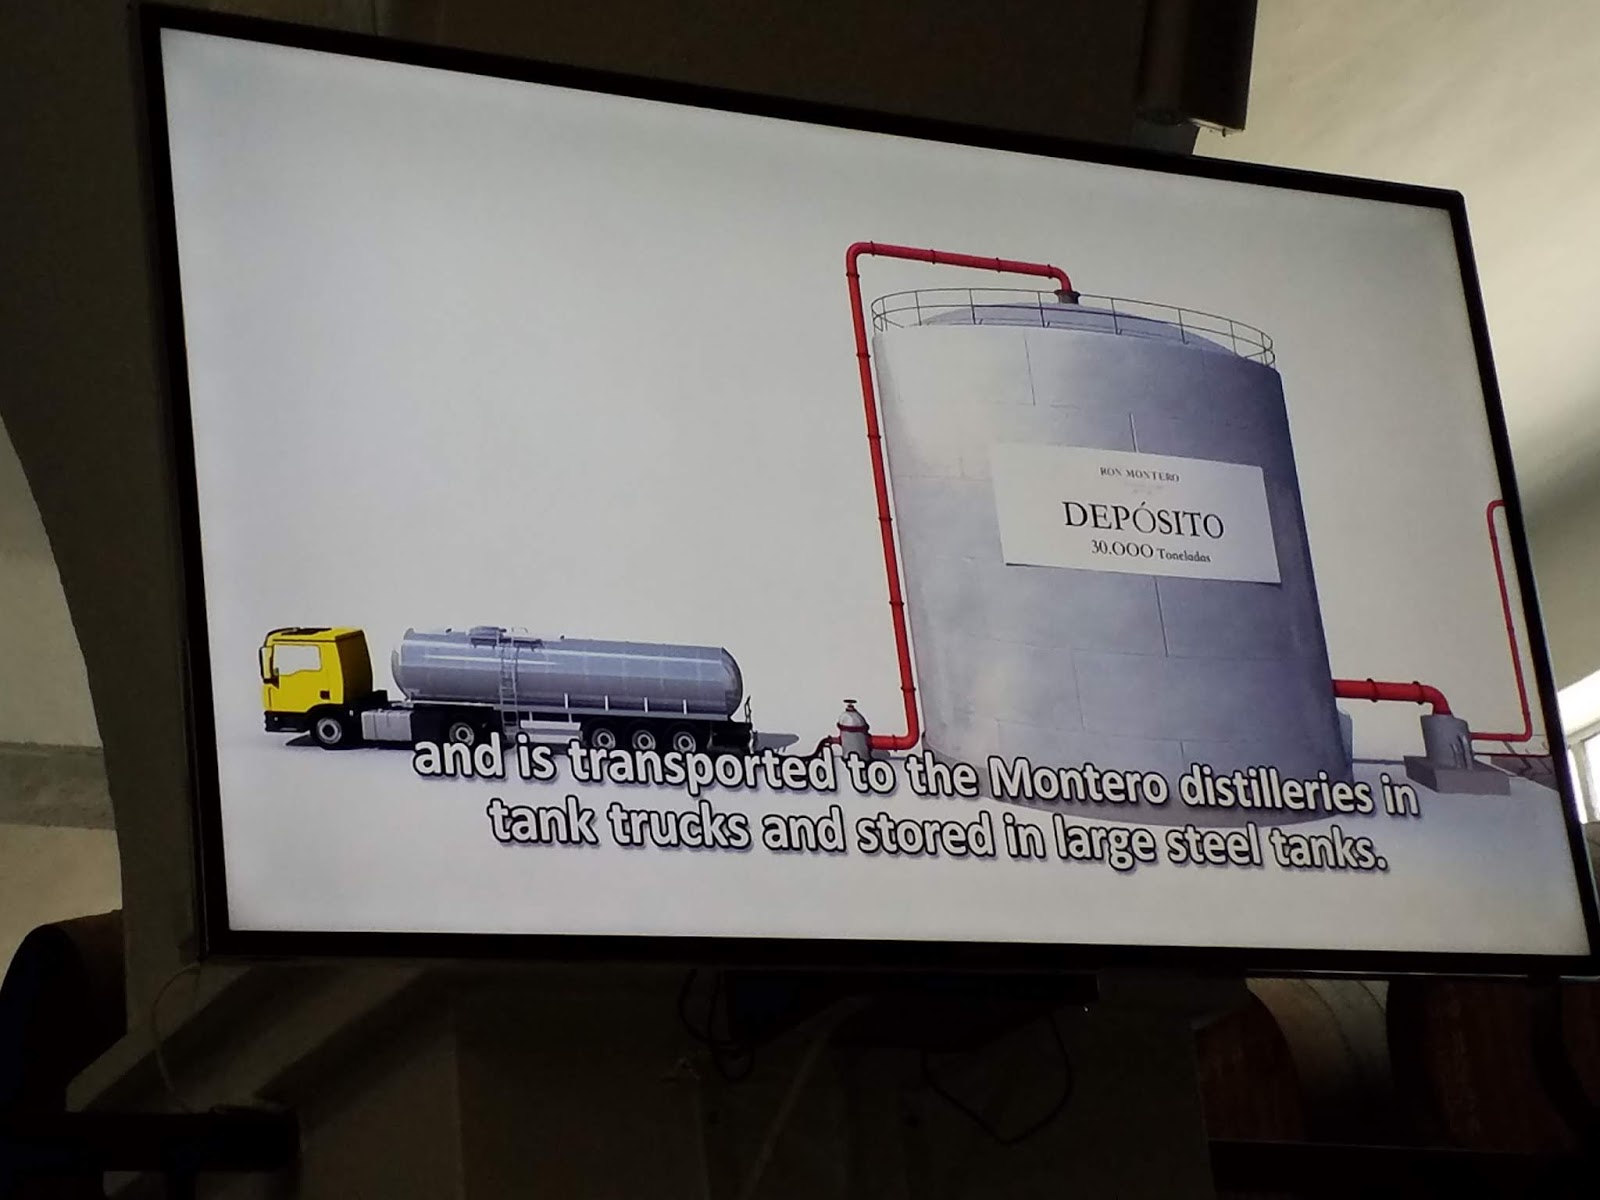 RON MONTERO
DEPÓSITO
30.000 Toneladas
and is transported to the Montero distilleries in
tank trucks and stored in large steel tanks.